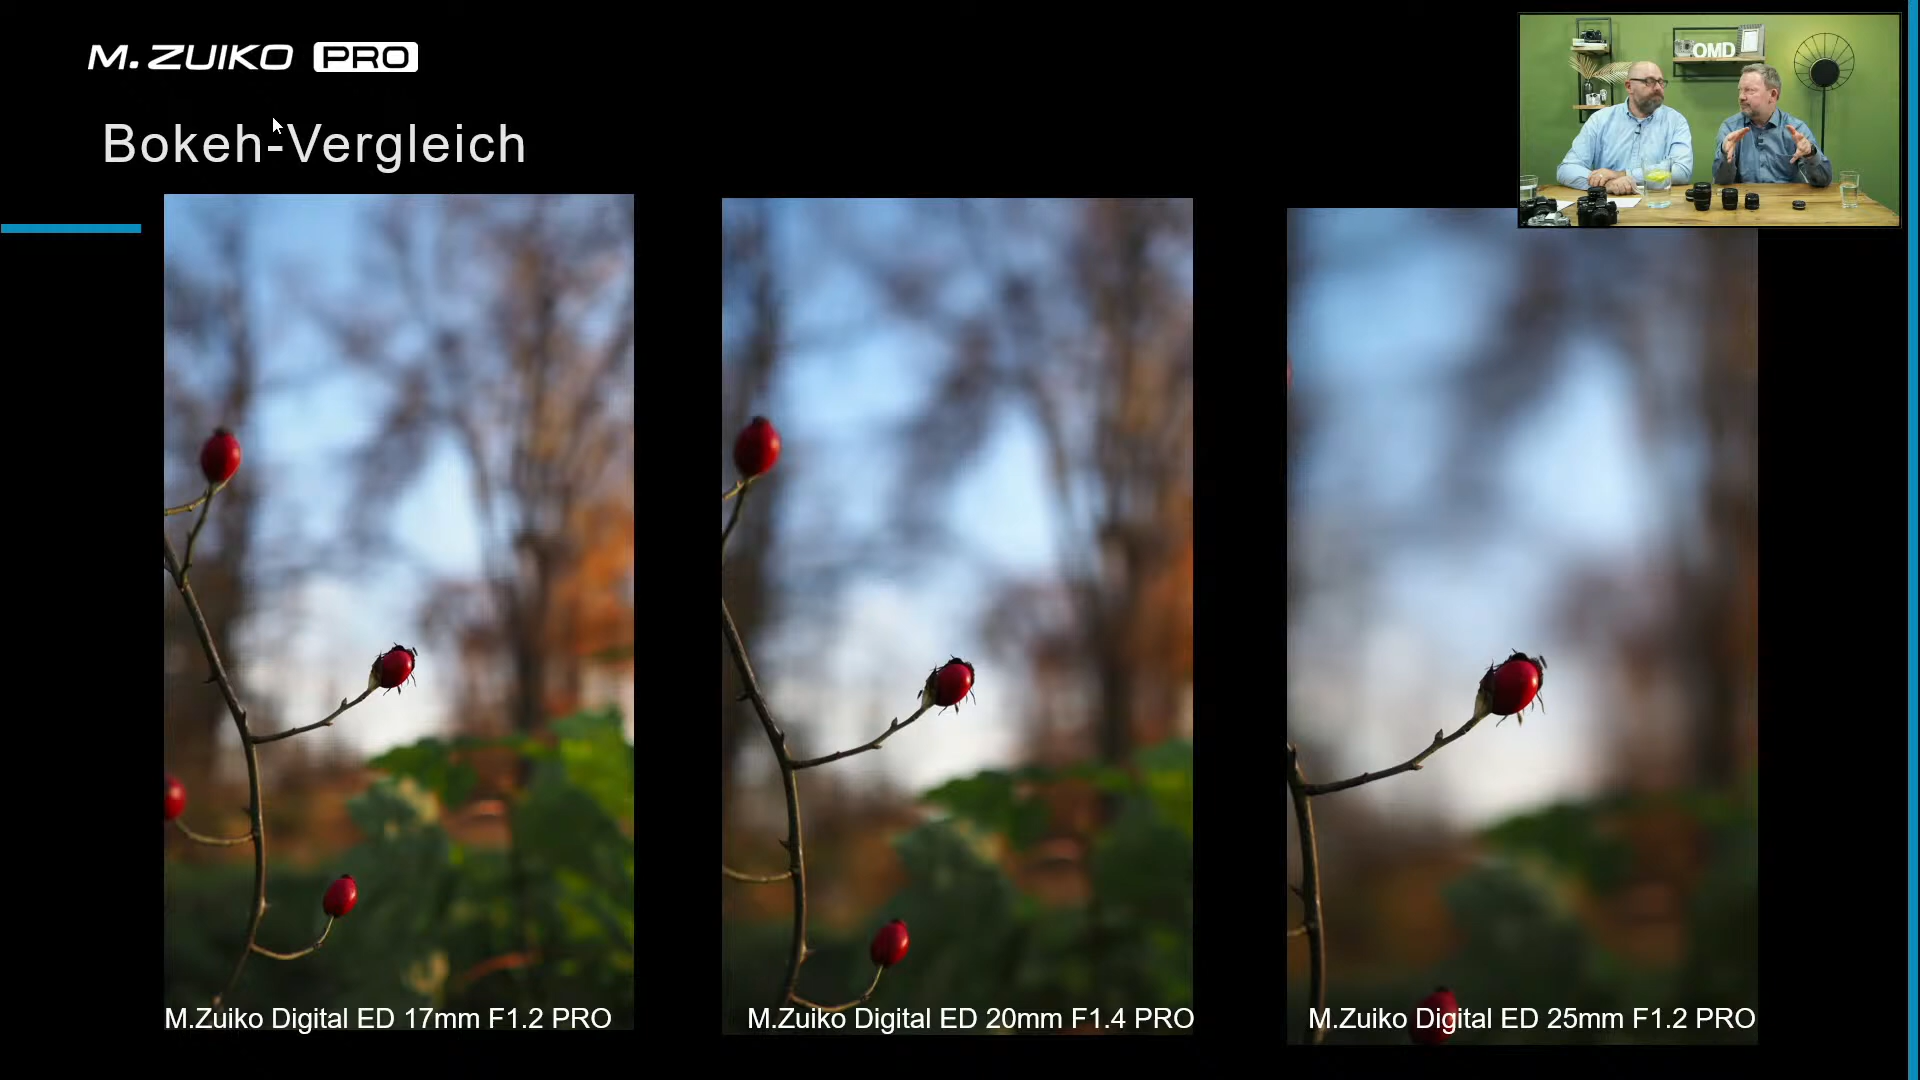 M.ZUIKO PRO
OMD
Bokeh-Vergleich
M.Zuiko Digital ED 17mm F1.2 PRO
M.Zuiko Digital ED 20mm F1.4 PRO
M.Zuiko Digital ED 25mm F1.2 PRO